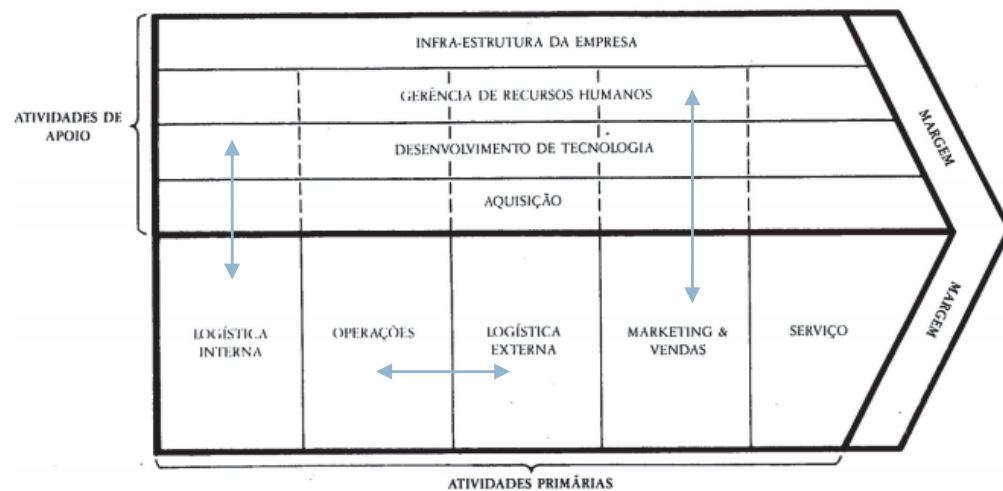 INFRA-ESTRUTURA DA EMPRESA
GERÊNCIA DE RECURSOS HUMANOS
ATIVIDADES DE
APOIO
DESENVOLVIMENTO DE TECNOLOGIA
AQUISIÇÃO
MARGEM
LOGÍSTICA
INTERNA
OPERAÇÕES
LOGÍSTICA
EXTERNA
MARKETING &
VENDAS
SERVIÇO
MARGEM
ATIVIDADES PRIMÁRIAS